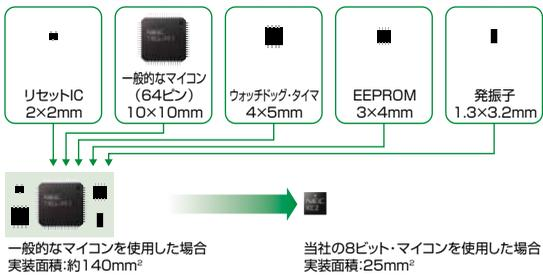 リセットIC
2×2mm
一般的なマイコン
（64ピン）
10×10mm
ウォッチドッグ・タイマ
4×5mm
EEPROM
3×4mm
発振子
1.3×3.2mm
NEC
NEC
NEC
一般的なマイコンを使用した場合
実装面積：約140mm²
当社の8ビット・マイコンを使用した場合
実装面積：25mm²